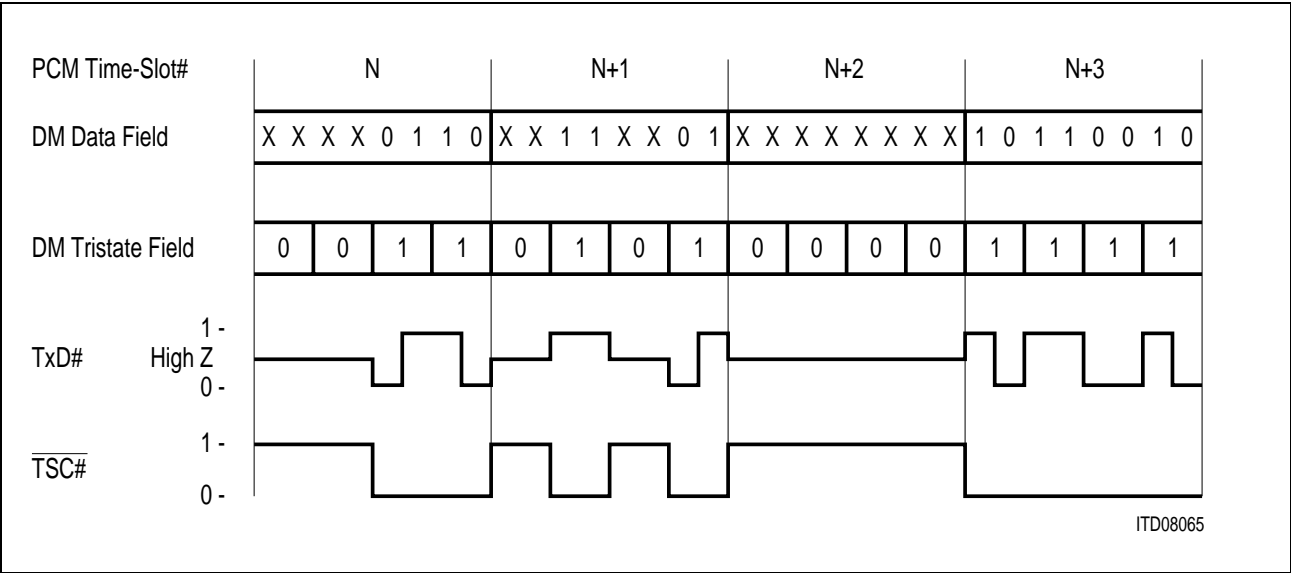 PCM Time-Slot# N N+1 N+2 N+3
DM Data Field X X X X 0 1 1 0 X X 1 1 X X 0 1 X X X X X X X X 1 0 1 1 0 0 1 0
DM Tristate Field 0 0 1 1 0 1 0 1 0 0 0 0 1 1 1 1
1 -
TxD# High Z
0 -
1 -
TSC#
0 -
ITD08065